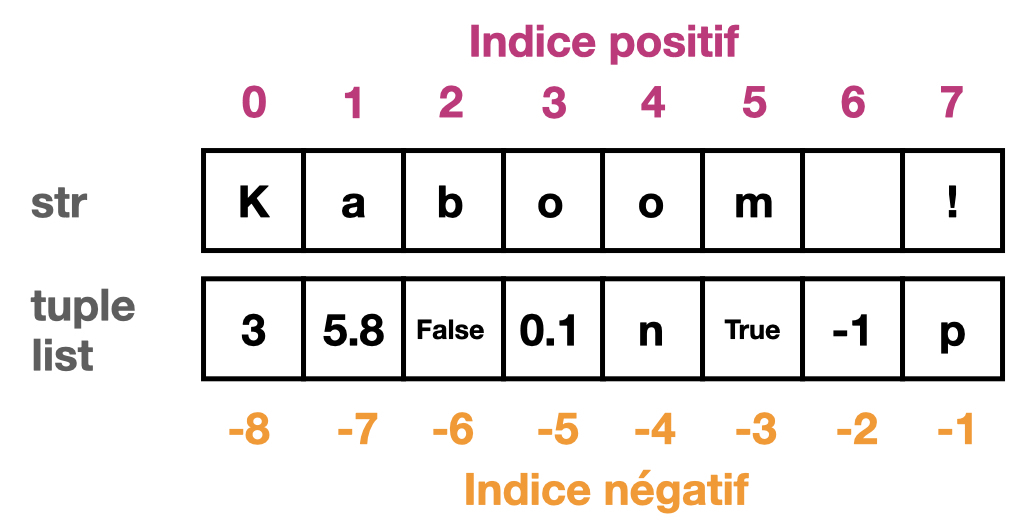 Indice positif
0 1 2 3 4 5 6 7
str K a b o o m !
tuple
list 3 5.8 False 0.1 n True -1 p
-8 -7 -6 -5 -4 -3 -2 -1
Indice négatif